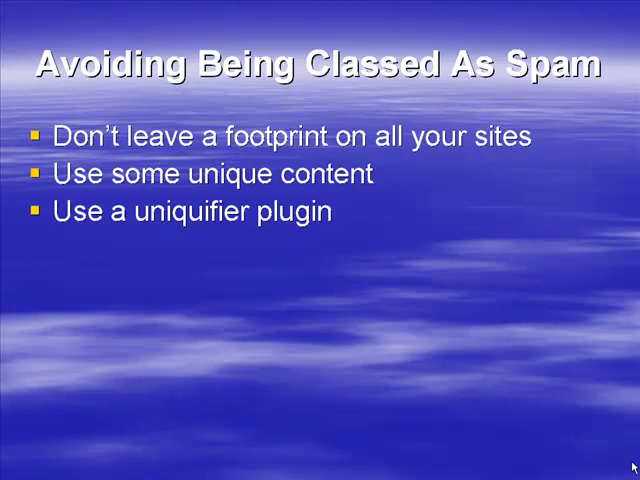 Avoiding Being Classed As Spam
Don't leave a footprint on all your sites
Use some unique content
Use a uniquifier plugin